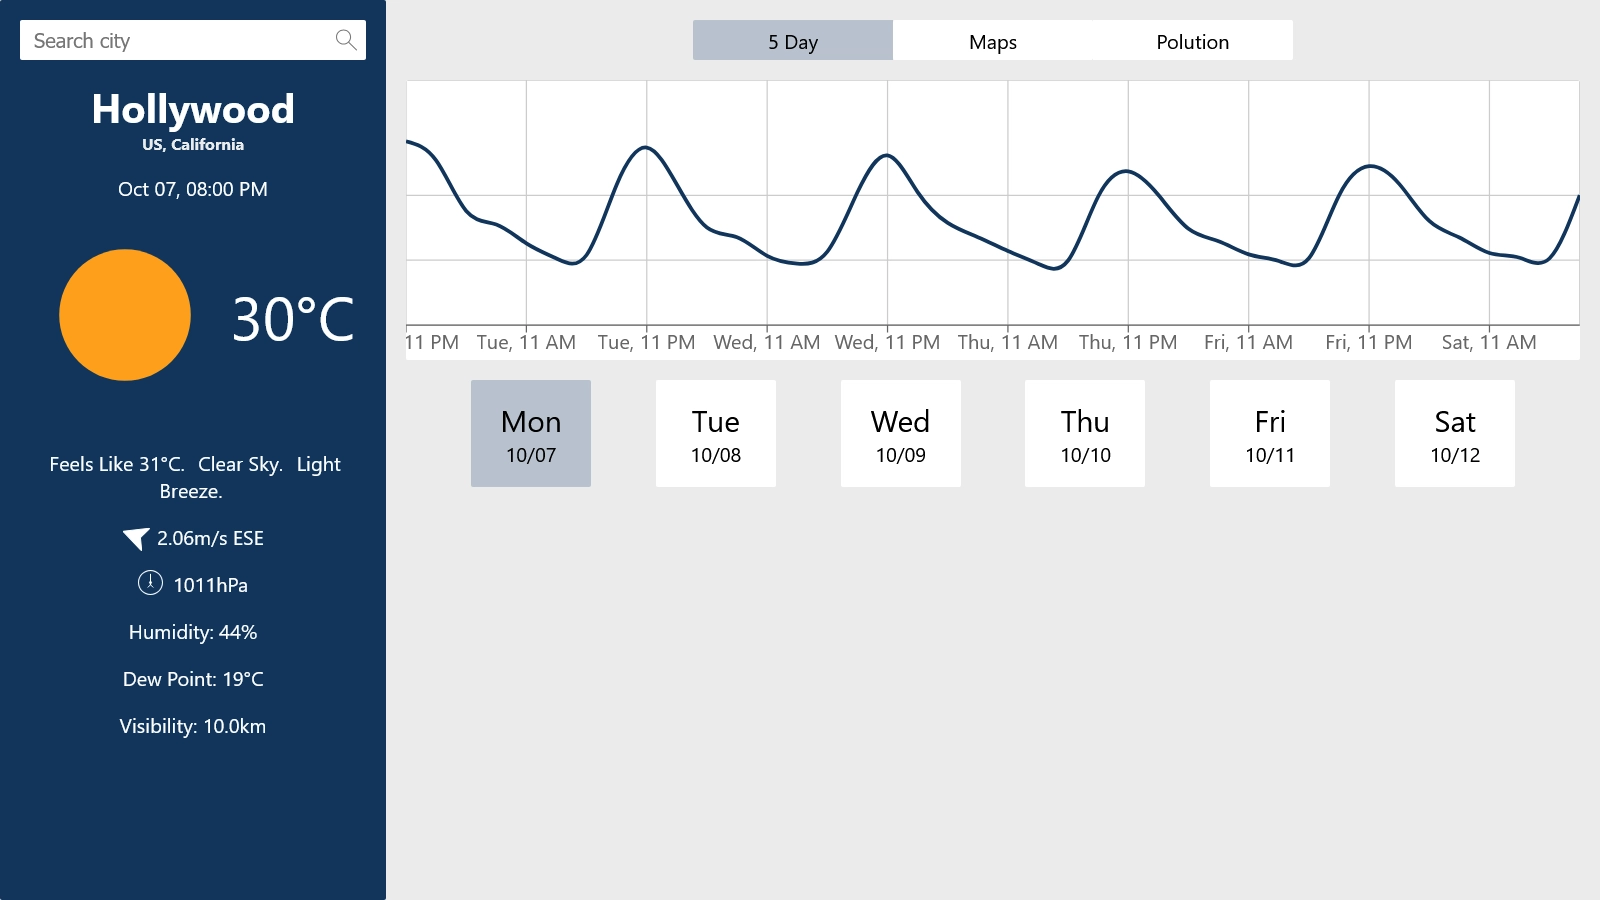 Search city
Hollywood
US, California
Oct 07, 08:00 PM
30°C
Feels Like 31°C. Clear Sky. Light
Breeze.
2.06m/s ESE
1011hPa
Humidity: 44%
Dew Point: 19°C
Visibility: 10.0km
5 Day Maps Polution
11 PM Tue, 11 AM Tue, 11 PM Wed, 11 AM Wed, 11 PM Thu, 11 AM Thu, 11 PM Fri, 11 AM Fri, 11 PM Sat, 11 AM
Mon Tue Wed Thu Fri Sat
10/07 10/08 10/09 10/10 10/11 10/12